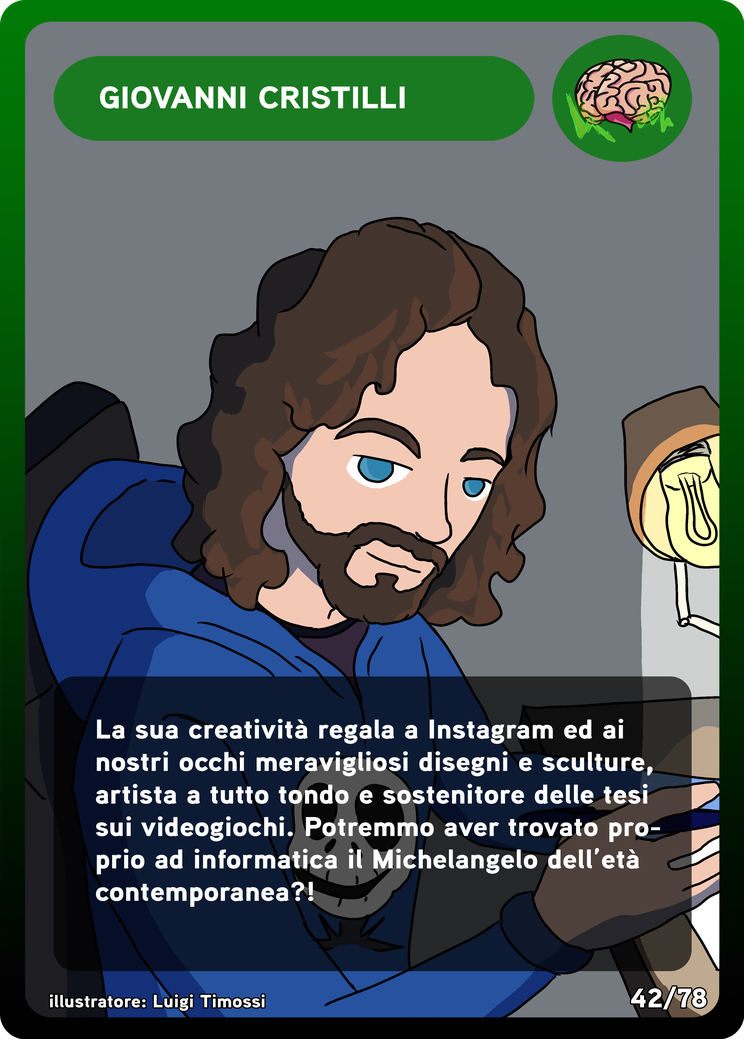 GIOVANNI CRISTILLI
La sua creatività regala a Instagram ed ai
nostri occhi meravigliosi disegni e sculture,
artista a tutto tondo e sostenitore delle tesi
sui videogiochi. Potremmo aver trovato pro-
prio ad informatica il Michelangelo dell'età
contemporanea?!
illustratore: Luigi Timossi
42/78